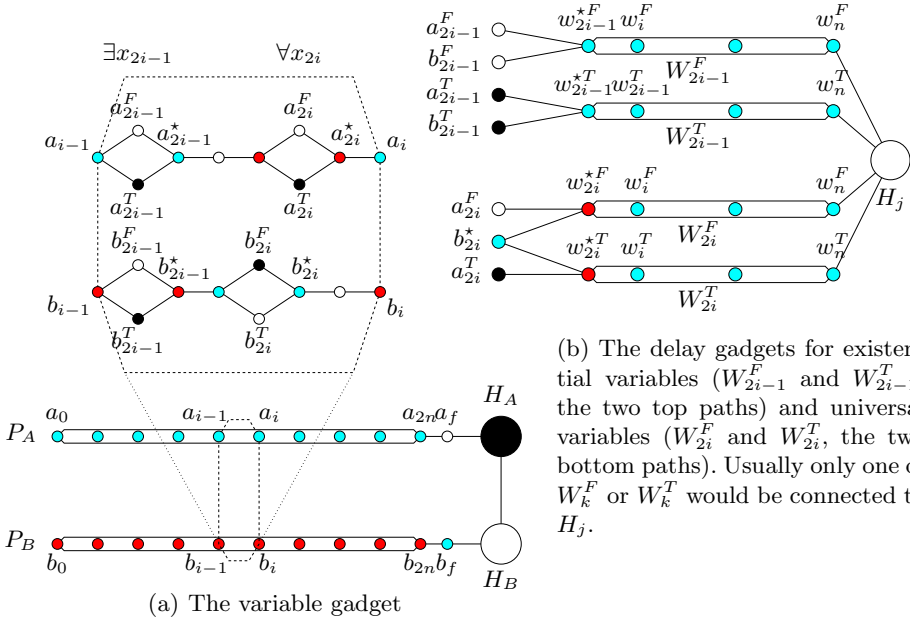 ∃x_{2i−1} ∀x_{2i}
a^F_{2i−1} a^F_{2i}
a_{i−1} a^⋆_{2i−1} a^⋆_{2i} a_i
a^T_{2i−1} a^T_{2i}
b^F_{2i−1} b^F_{2i}
b^⋆_{2i−1} b^⋆_{2i}
b_{i−1} b_i
b^T_{2i−1} b^T_{2i}
a_0 a_{i−1} a_i a_{2n} a_f H_A
P_A
P_B
b_0 b_{i−1} b_i b_{2n} b_f H_B
(a) The variable gadget
a^F_{2i−1} w^{⋆F}_{2i−1} w^F_i w^F_n
b^F_{2i−1} W^F_{2i−1}
a^T_{2i−1} w^{⋆T}_{2i−1} w^T_{2i−1} w^T_n
b^T_{2i−1} W^T_{2i−1}
H_j
a^F_{2i} w^{⋆F}_{2i} w^F_i w^F_n
b^⋆_{2i} W^F_{2i}
a^T_{2i} w^{⋆T}_{2i} w^T_i w^T_n
W^T_{2i}
(b) The delay gadgets for existen-
tial variables (W^F_{2i−1} and W^T_{2i−1}
the two top paths) and universa
variables (W^F_{2i} and W^T_{2i}, the tw
bottom paths). Usually only one o
W^F_k or W^T_k would be connected t
H_j.